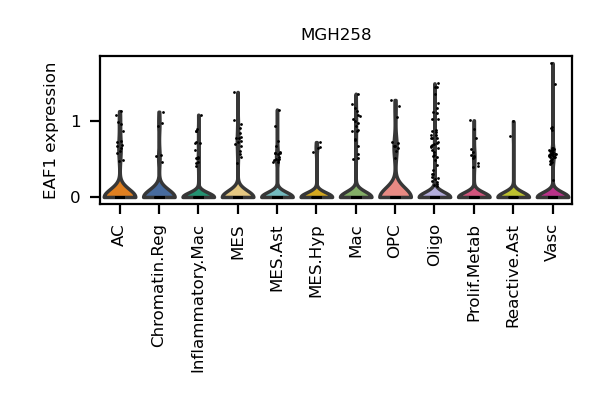 MGH258
EAF1 expression
1
0
AC
Chromatin.Reg
Inflammatory.Mac
MES
MES.Ast
MES.Hyp
Mac
OPC
Oligo
Prolif.Metab
Reactive.Ast
Vasc